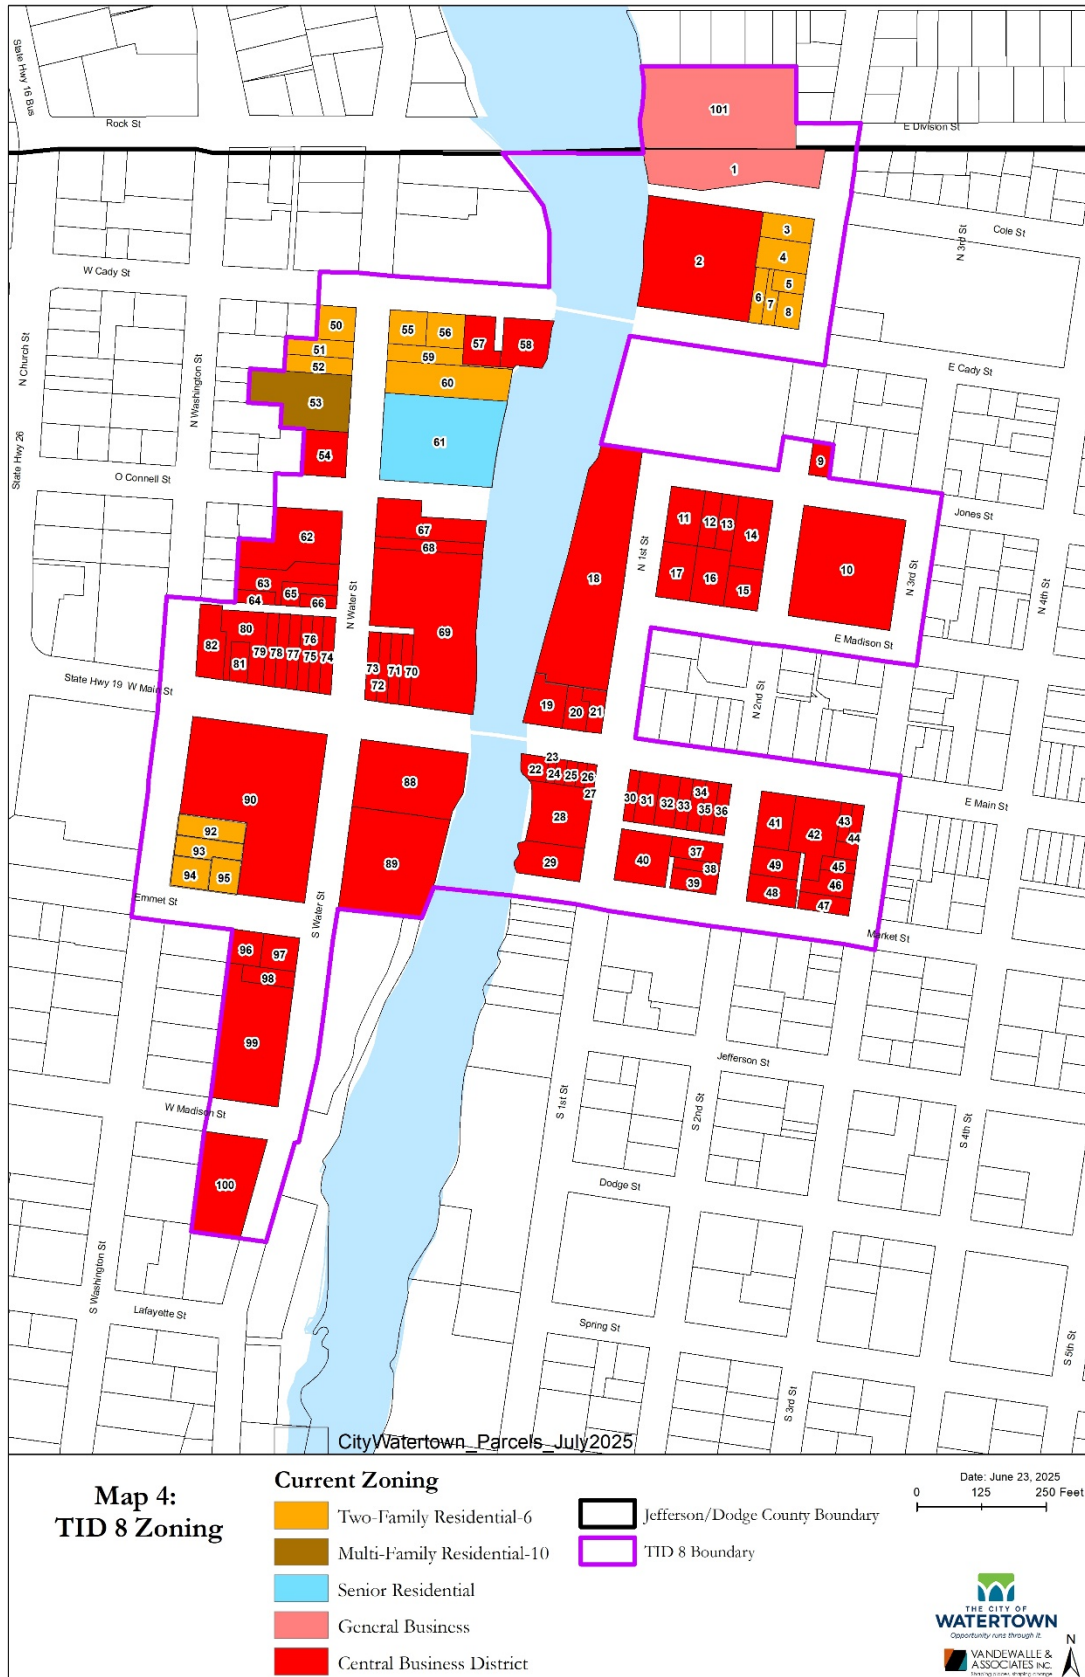 State Hwy 16 Bus
Rock St
101
E Division St
1
3
N 3rd St
Cole St
4
2
5
W Cady St
6
7
8
50
55
56
57
58
51
59
N Church St
N Washington St
52
60
E Cady St
53
61
54
9
State Hwy 26
O Connell St
67
11
12
13
14
Jones St
62
68
N 1st St
10
N 3rd St
18
17
16
15
N 4th St
63
65
64
66
N Water St
69
E Madison St
80
76
82
79
78
77
75
74
73
71
70
81
72
State Hwy 19 W Main St
N 2nd St
19
20
21
23
22
24
25
26
27
88
34
90
30
31
32
33
35
36
E Main St
43
41
42
44
28
92
93
37
40
38
49
45
89
29
46
94
95
39
48
47
Emmet St
S Water St
Market St
96
97
98
99
Jefferson St
W Madison St
S 1st St
S 2nd St
S 4th St
100
Dodge St
S Washington St
Lafayette St
Spring St
S 5th St
S 3rd St
CityWatertown_Parcels_July2025
Map 4:
TID 8 Zoning
Current Zoning
Two-Family Residential-6
Multi-Family Residential-10
Senior Residential
General Business
Central Business District
Jefferson/Dodge County Boundary
TID 8 Boundary
Date: June 23, 2025
0 125 250 Feet
THE CITY OF
WATERTOWN
Opportunity runs through it.
VANDEWALLE &
ASSOCIATES INC.
Shaping places, shaping change
N